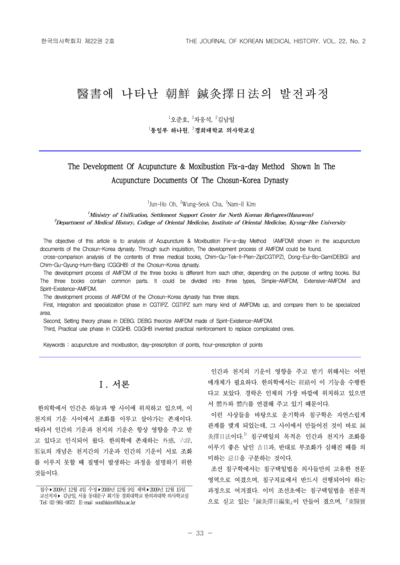 한국의사학회지 제22권 2호
THE JOURNAL OF KOREAN MEDICAL HISTORY. VOL. 22, No. 2
醫書에 나타난 朝鮮 鍼灸擇日法의 발전과정
1오준호, 2차웅석, 2김남일
1통일부 하나원, 2경희대학교 의사학교실
The Development Of Acupuncture & Moxibustion Fix-a-day Method Shown In The
Acupuncture Documents Of The Chosun-Korea Dynasty
1Jun-Ho Oh, 2Wung-Seok Cha, 2Nam-Il Kim
1Ministry of Unification, Settlement Support Center for North Korean Refugees(Hanawon)
2Department of Medical History, College of Oriental Medicine, Institute of Oriental Medicine, Kyung-Hee University
The objective of this article is to analysis of Apuncuture & Moxibustion Fix-a-day Method (AMFDM) shown in the acupuncture
documents of the Chosun-Korea dynasty. Through such inquisition, The development process of AMFDM could be found.
cross-comparison analysis of the contents of three medical books, Chim-Gu-Tek-Il-Pien-Zip(CGTIPZ), Dong-Eui-Bo-Gam(DEBG) and
Chim-Gu-Gyung-Hum-Bang (CGGHB) of the Chosun-Korea dynasty.
The development process of AMFDM of the three books is different from each other, depending on the purpose of writing books. But
The three books contain common parts. It could be divided into three types, Simple-AMFDM, Extensive-AMFDM and
Spirit-Existence-AMFDM.
The development process of AMFDM of the Chosun-Korea dynasty has three steps.
First, Integration and specialization phase in CGTIPZ. CGTIPZ sum many kind of AMFDMs up, and compare them to be specialized
area.
Second, Setting theory phase in DEBG. DEBG theorize AMFDM made of Spirit-Existence-AMFDM.
Third, Practical use phase in CGGHB. CGGHB invented practical reinforcement to replace complicated ones.
Keywords : acupuncture and moxibustion, day-prescription of points, hour-prescription of points
Ⅰ. 서론
한의학에서 인간은 하늘과 땅 사이에 위치하고 있으며, 이
천지의 기운 사이에서 조화를 이루고 살아가는 존재이다.
따라서 인간의 기운과 천지의 기운은 항상 영향을 주고 받
고 있다고 인식되어 왔다. 한의학에 존재하는 外感, 六淫,
邪氣의 개념은 천지간의 기운과 인간의 기운이 서로 조화
를 이루지 못할 때 질병이 발생하는 과정을 설명하기 위한
것들이다.
접수▸2009년 12월 4일 수정▸2009년 12월 9일 채택▸2009년 12월 15일
교신저자▸ 김남일, 서울 동대문구 회기동 경희대학교 한의과대학 의사학교실
인간과 천지의 기운이 영향을 주고 받기 위해서는 어떤
매개체가 필요하다. 한의학에서는 經絡이 이 기능을 수행한
다고 보았다. 경락은 인체의 가장 바깥에 위치하고 있으면
서 體外와 體內를 연결해 주고 있기 때문이다.
이런 사상들을 바탕으로 운기학과 침구학은 자연스럽게
관계를 맺게 되었는데, 그 사이에서 만들어진 것이 바로 鍼
灸擇日法이다. 침구택일의 목적은 인간과 천지가 조화를
이루기 좋은 날인 吉日과, 반대로 부조화가 심해진 때를 의
미하는 忌日을 구분하는 것이다.
조선 침구학에서는 침구택일법을 의사들만의 고유한 전문
영역으로 여겼으며, 침구치료에서 반드시 선행되어야 하는
과정으로 여겨졌다. 이미 조선초에는 침구택일법을 전문적
으로 싣고 있는 『鍼灸擇日編集』이 만들어 졌으며, 『東醫寶
- 33 -